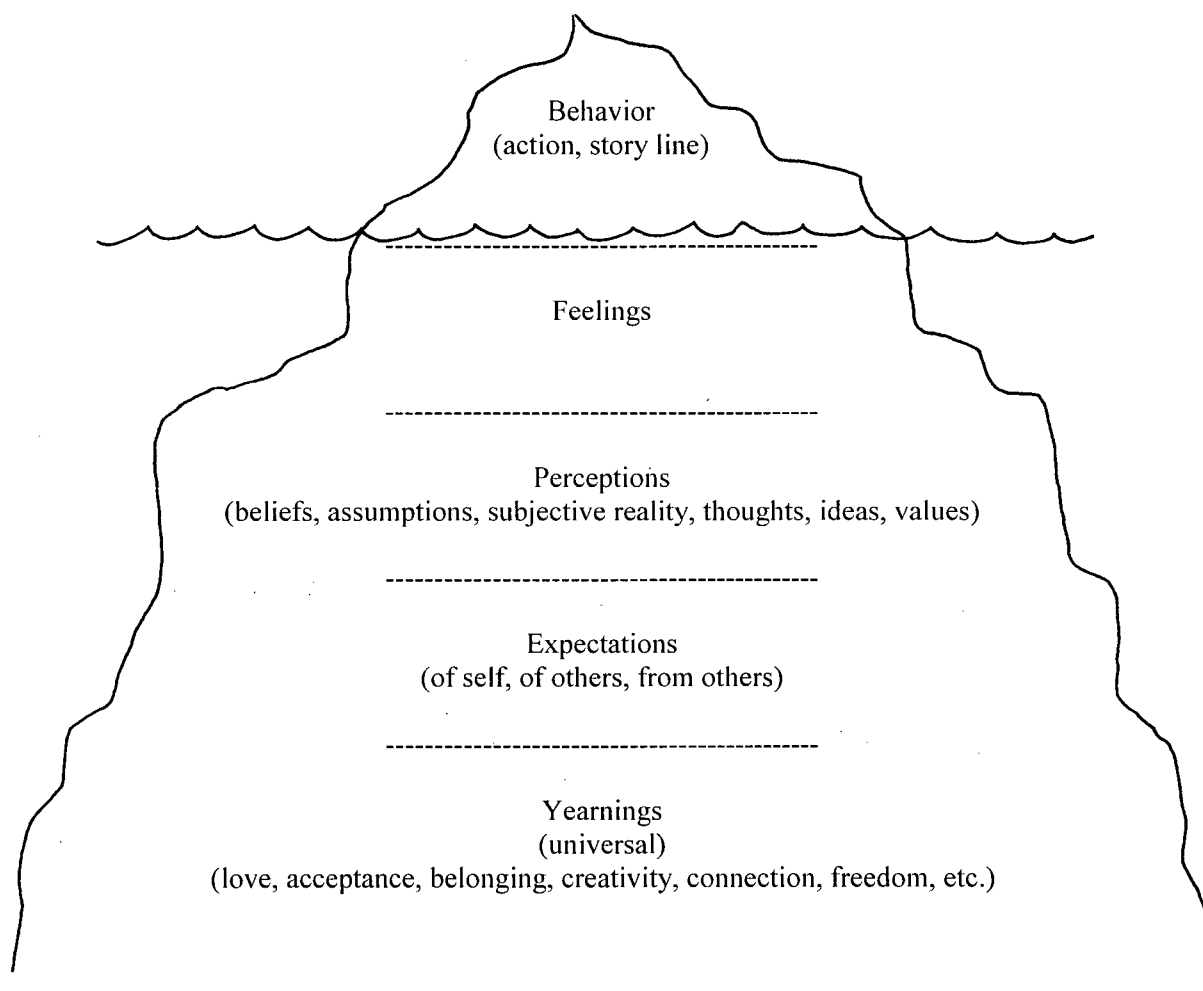 Behavior
(action, story line)
Feelings
Perceptions
(beliefs, assumptions, subjective reality, thoughts, ideas, values)
Expectations
(of self, of others, from others)
Yearnings
(universal)
(love, acceptance, belonging, creativity, connection, freedom, etc.)